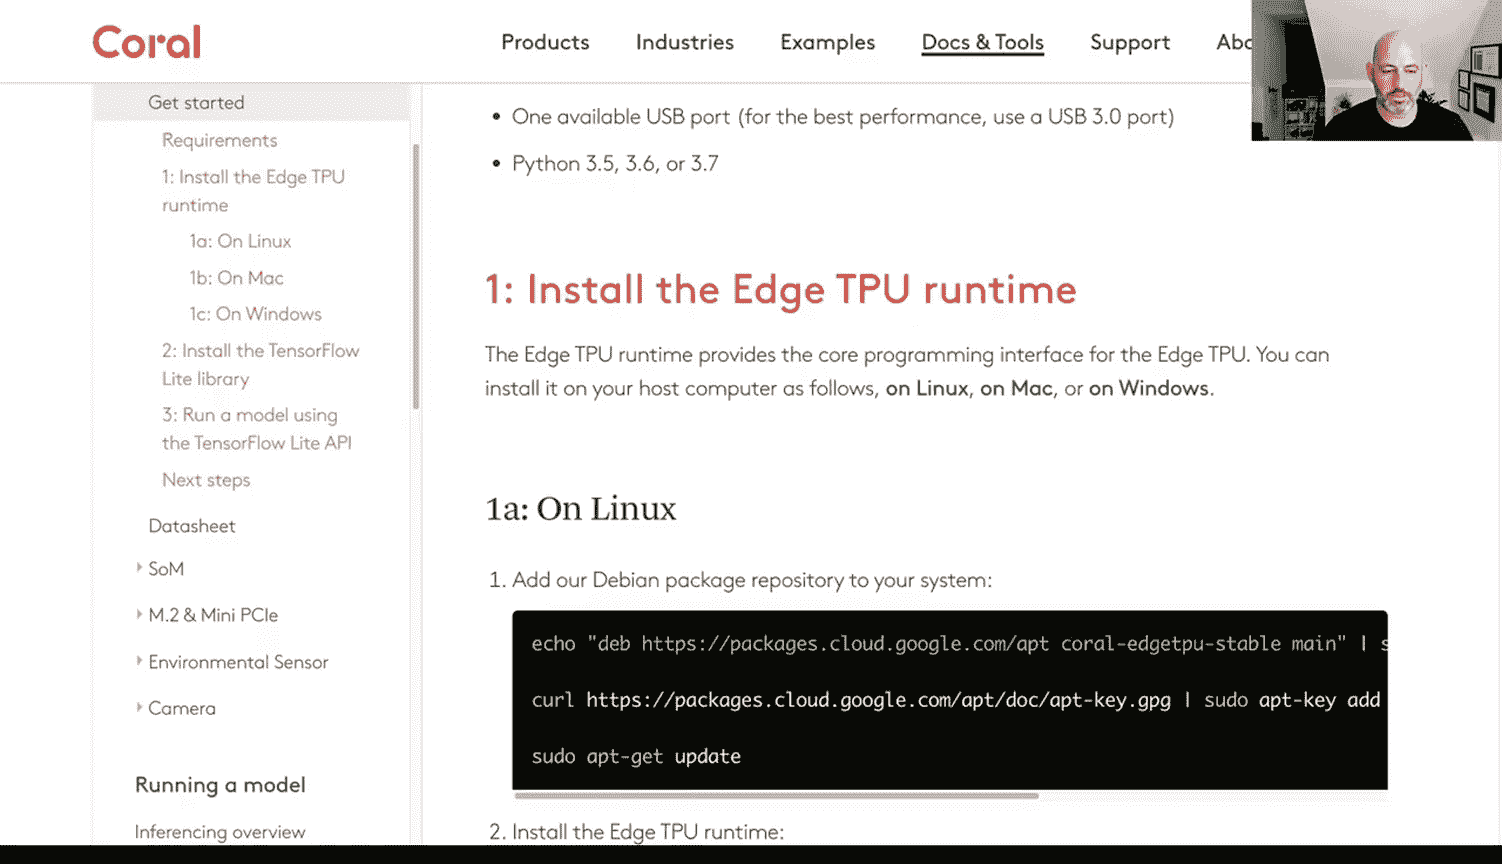 Coral
Products Industries Examples Docs & Tools Support
Get started
Requirements
1: Install the Edge TPU
runtime
1a: On Linux
1b: On Mac
1c: On Windows
2: Install the TensorFlow
Lite library
3: Run a model using
the TensorFlow Lite API
Next steps
Datasheet
SoM
M.2 & Mini PCIe
Environmental Sensor
Camera
Running a model
Inferencing overview
• One available USB port (for the best performance, use a USB 3.0 port)
• Python 3.5, 3.6, or 3.7
1: Install the Edge TPU runtime
The Edge TPU runtime provides the core programming interface for the Edge TPU. You can
install it on your host computer as follows, on Linux, on Mac, or on Windows.
1a: On Linux
1. Add our Debian package repository to your system:
echo "deb https://packages.cloud.google.com/apt coral-edgetpu-stable main" |
curl https://packages.cloud.google.com/apt/doc/apt-key.gpg | sudo apt-key add
sudo apt-get update
2. Install the Edge TPU runtime: